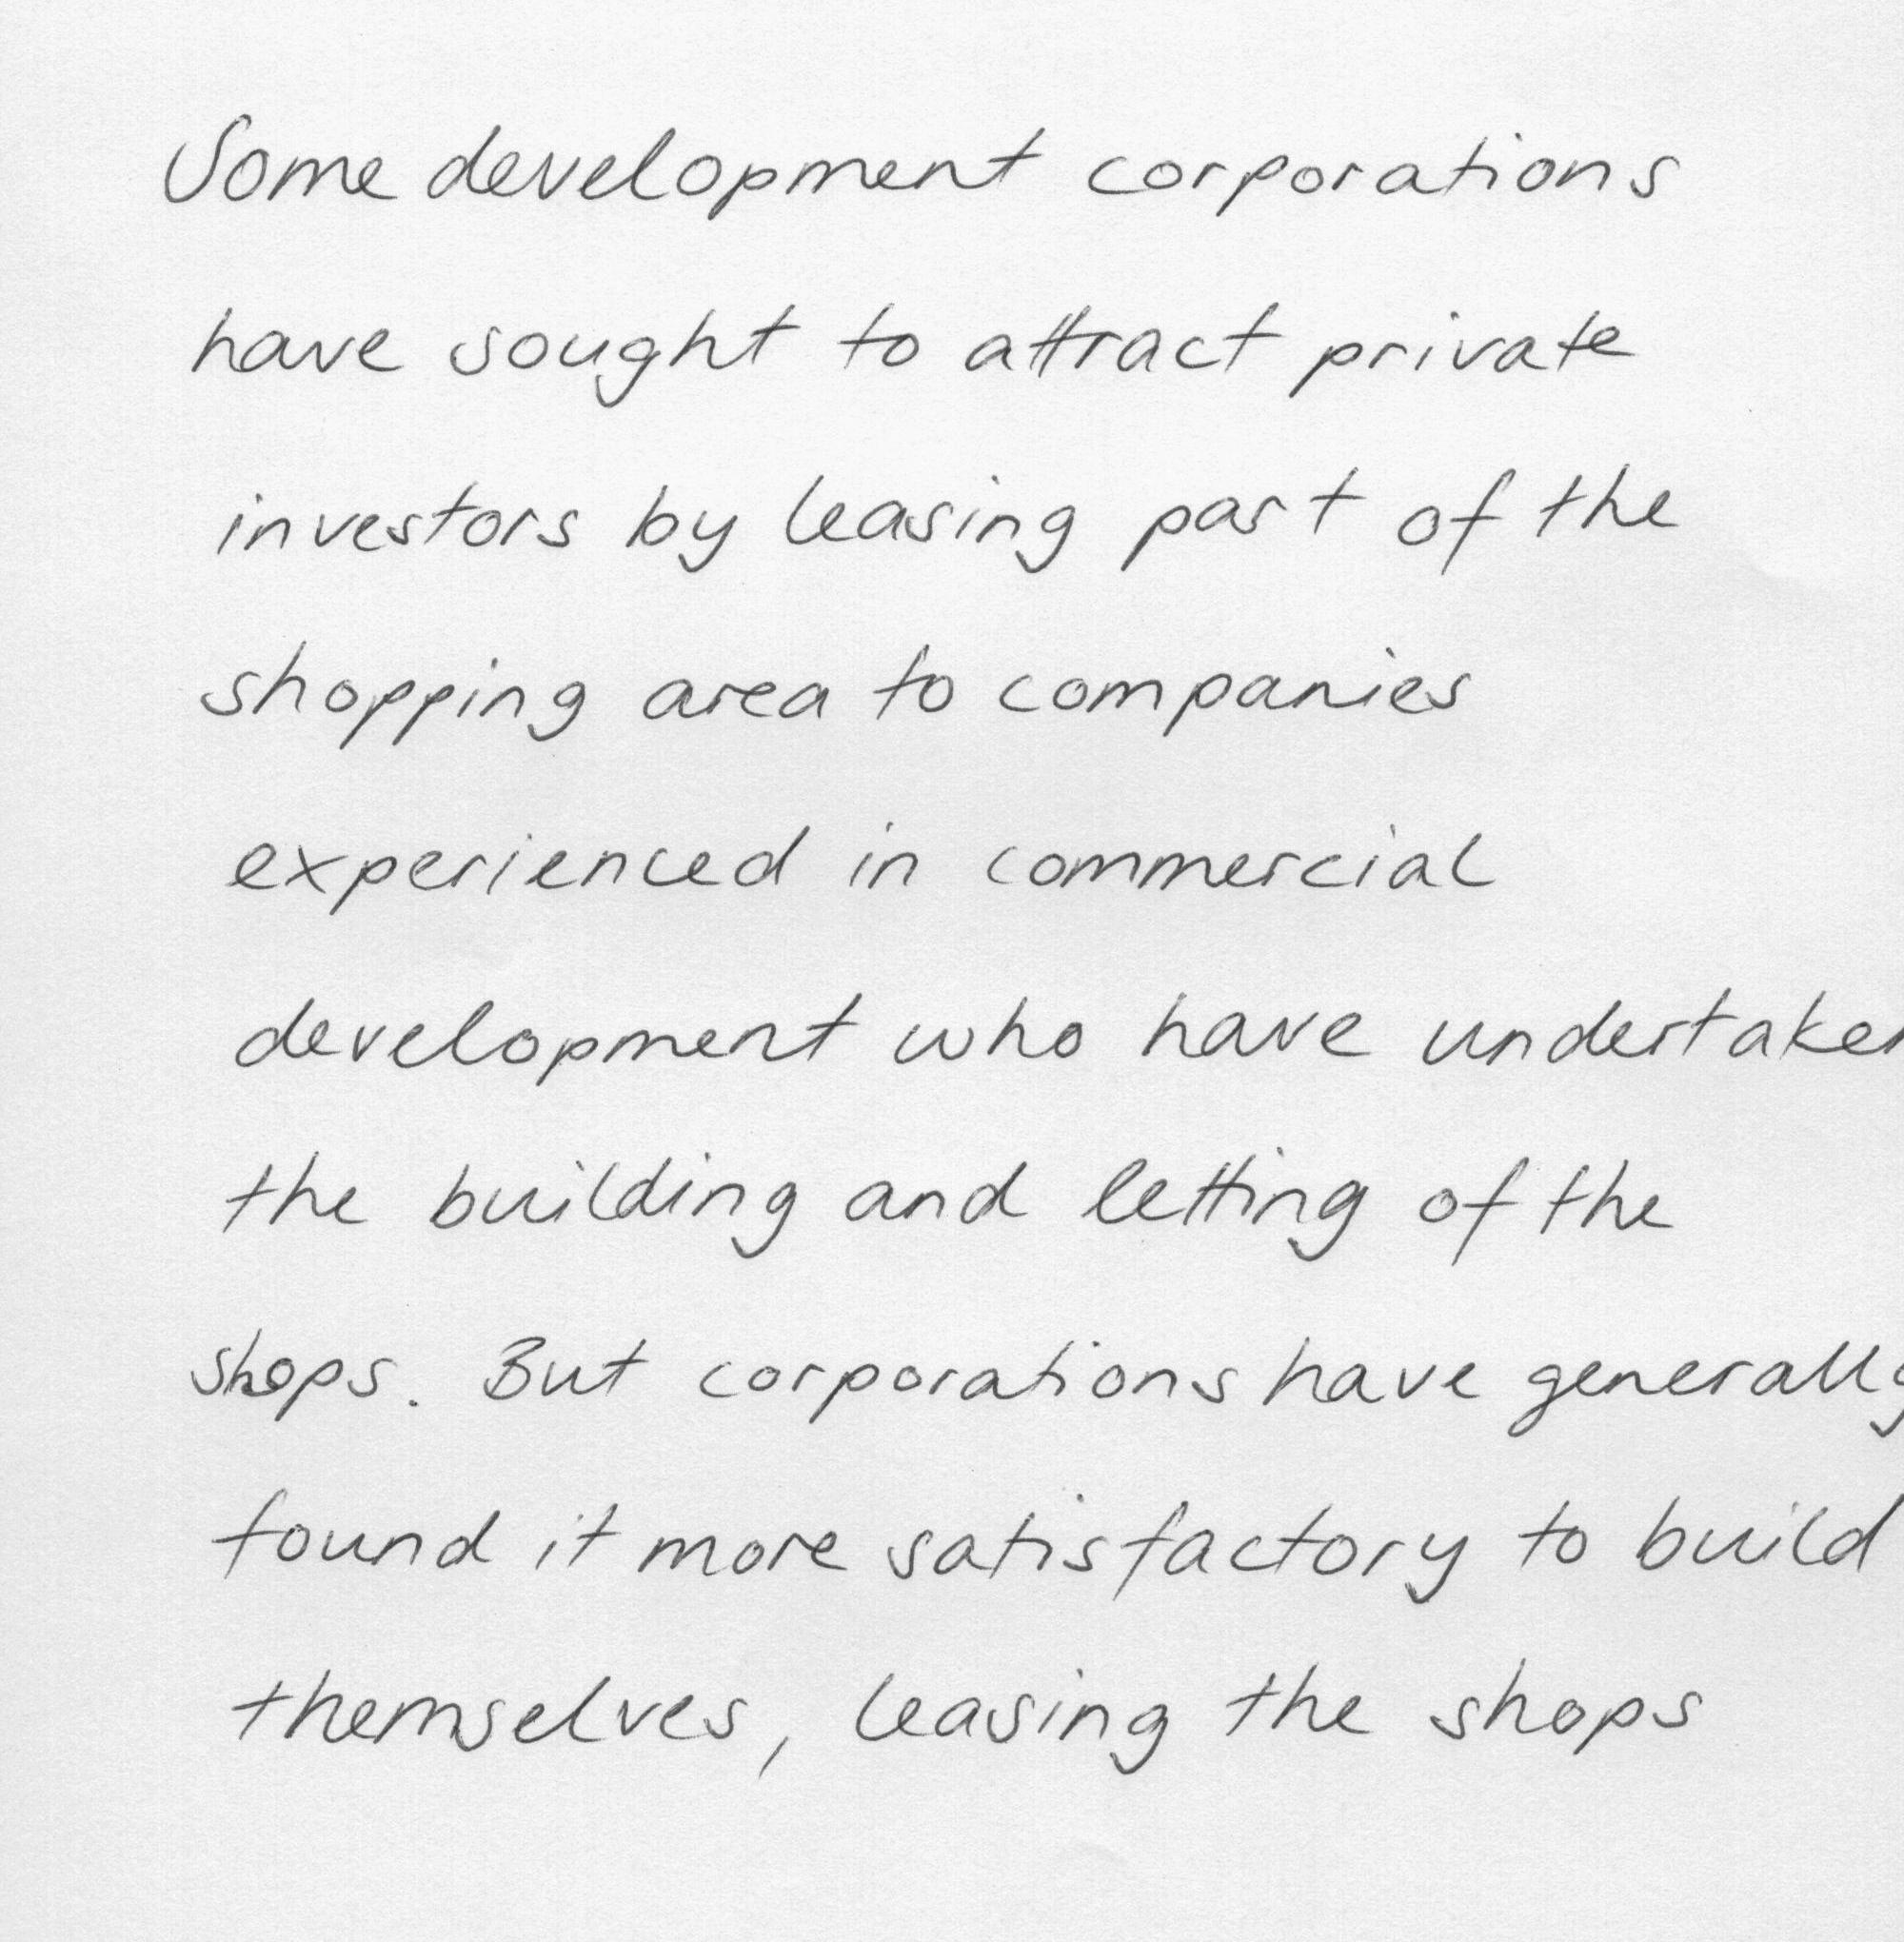 Some development corporations
have sought to attract private
investors by leasing part of the
shopping area to companies
experienced in commercial
development who have undertaken
the building and letting of the
shops. But corporations have generally
found it more satisfactory to build
themselves, leasing the shops